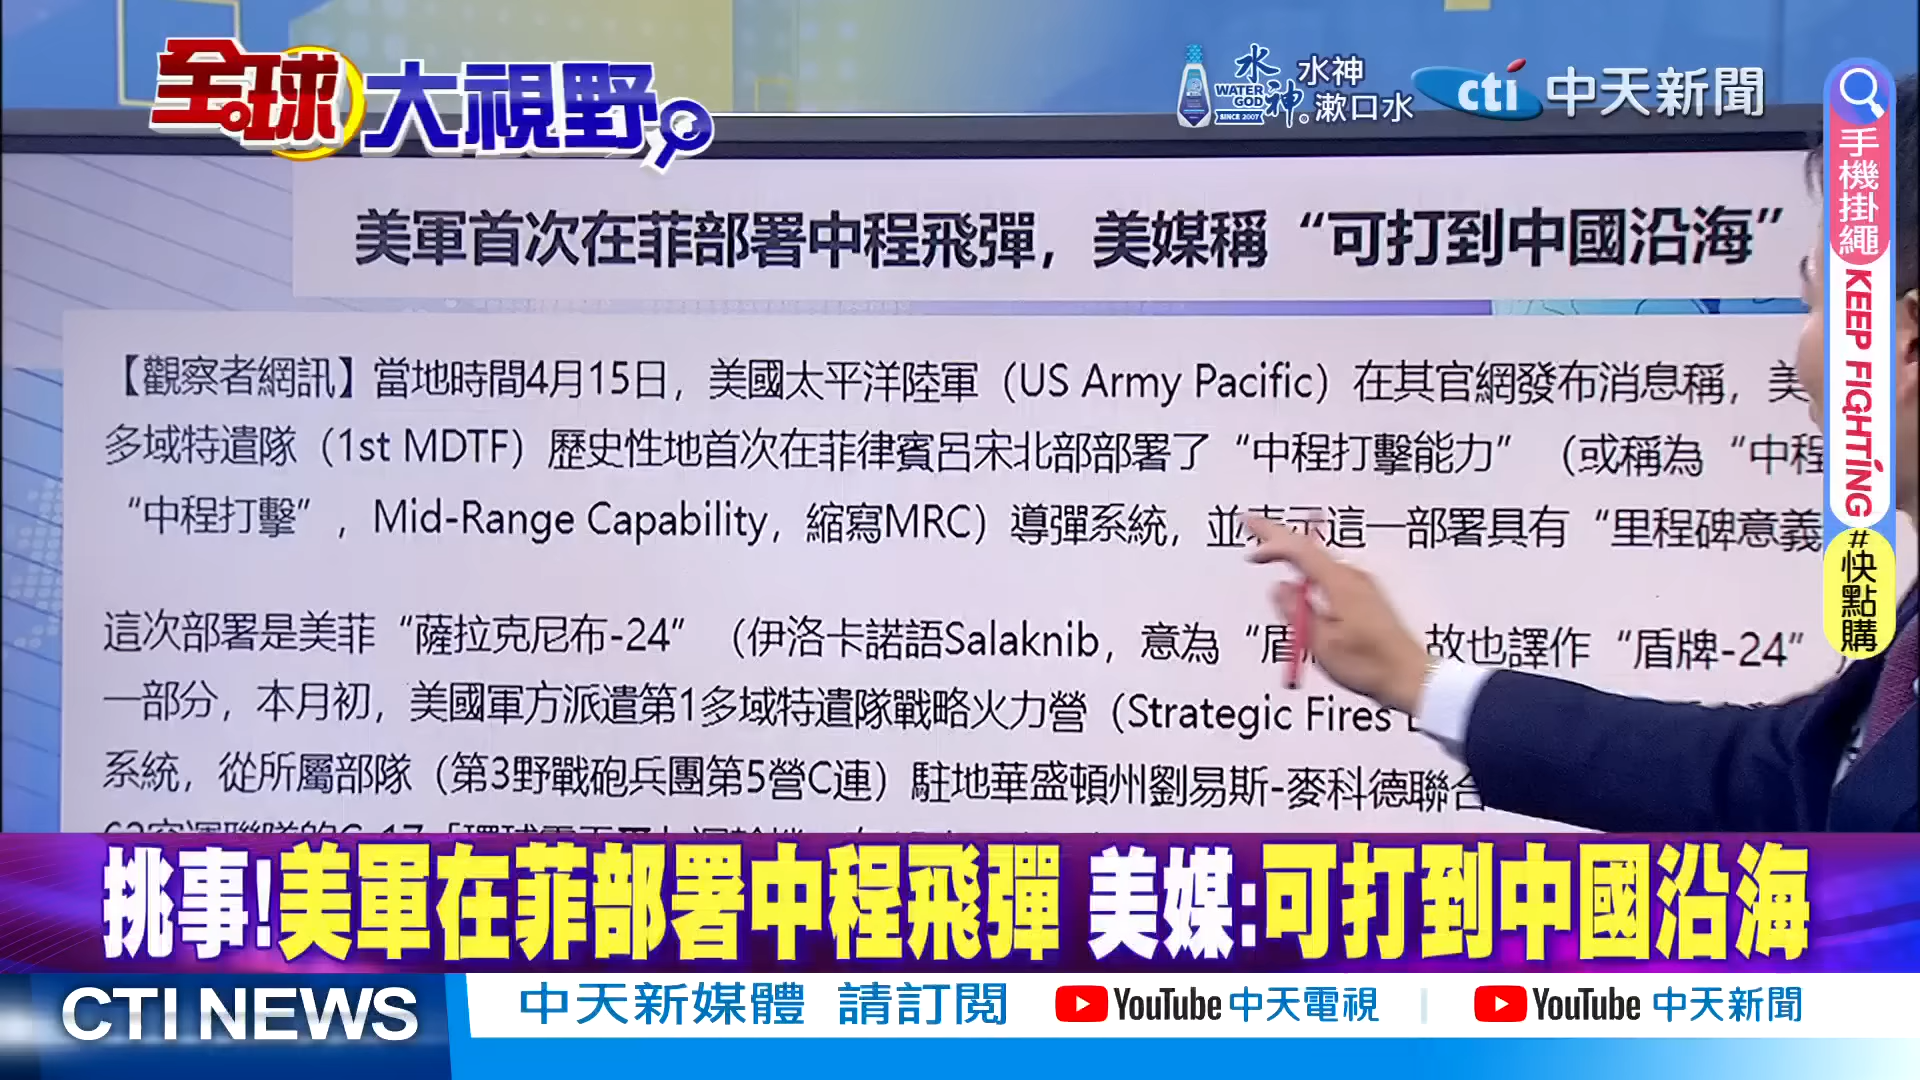 全球大視野
水神
WATER GOD
SINCE 2007
水神
漱口水
cti 中天新聞
手機掛繩
KEEP FIGHTING
#快點購
美軍首次在菲部署中程飛彈，美媒稱“可打到中國沿海”
【觀察者網訊】當地時間4月15日，美國太平洋陸軍（US Army Pacific）在其官網發布消息稱，美
多域特遣隊（1st MDTF）歷史性地首次在菲律賓呂宋北部部署了“中程打擊能力”（或稱為“中程
“中程打擊”，Mid-Range Capability，縮寫MRC）導彈系統，並表示這一部署具有“里程碑意義
這次部署是美菲“薩拉克尼布-24”（伊洛卡諾語Salaknib，意為“盾 故也譯作“盾牌-24”
一部分，本月初，美國軍方派遣第1多域特遣隊戰略火力營（Strategic Fires
系統，從所屬部隊（第3野戰砲兵團第5營C連）駐地華盛頓州劉易斯-麥科德聯合
挑事!美軍在菲部署中程飛彈 美媒:可打到中國沿海
CTI NEWS
中天新媒體 請訂閱 YouTube 中天電視 | YouTube 中天新聞